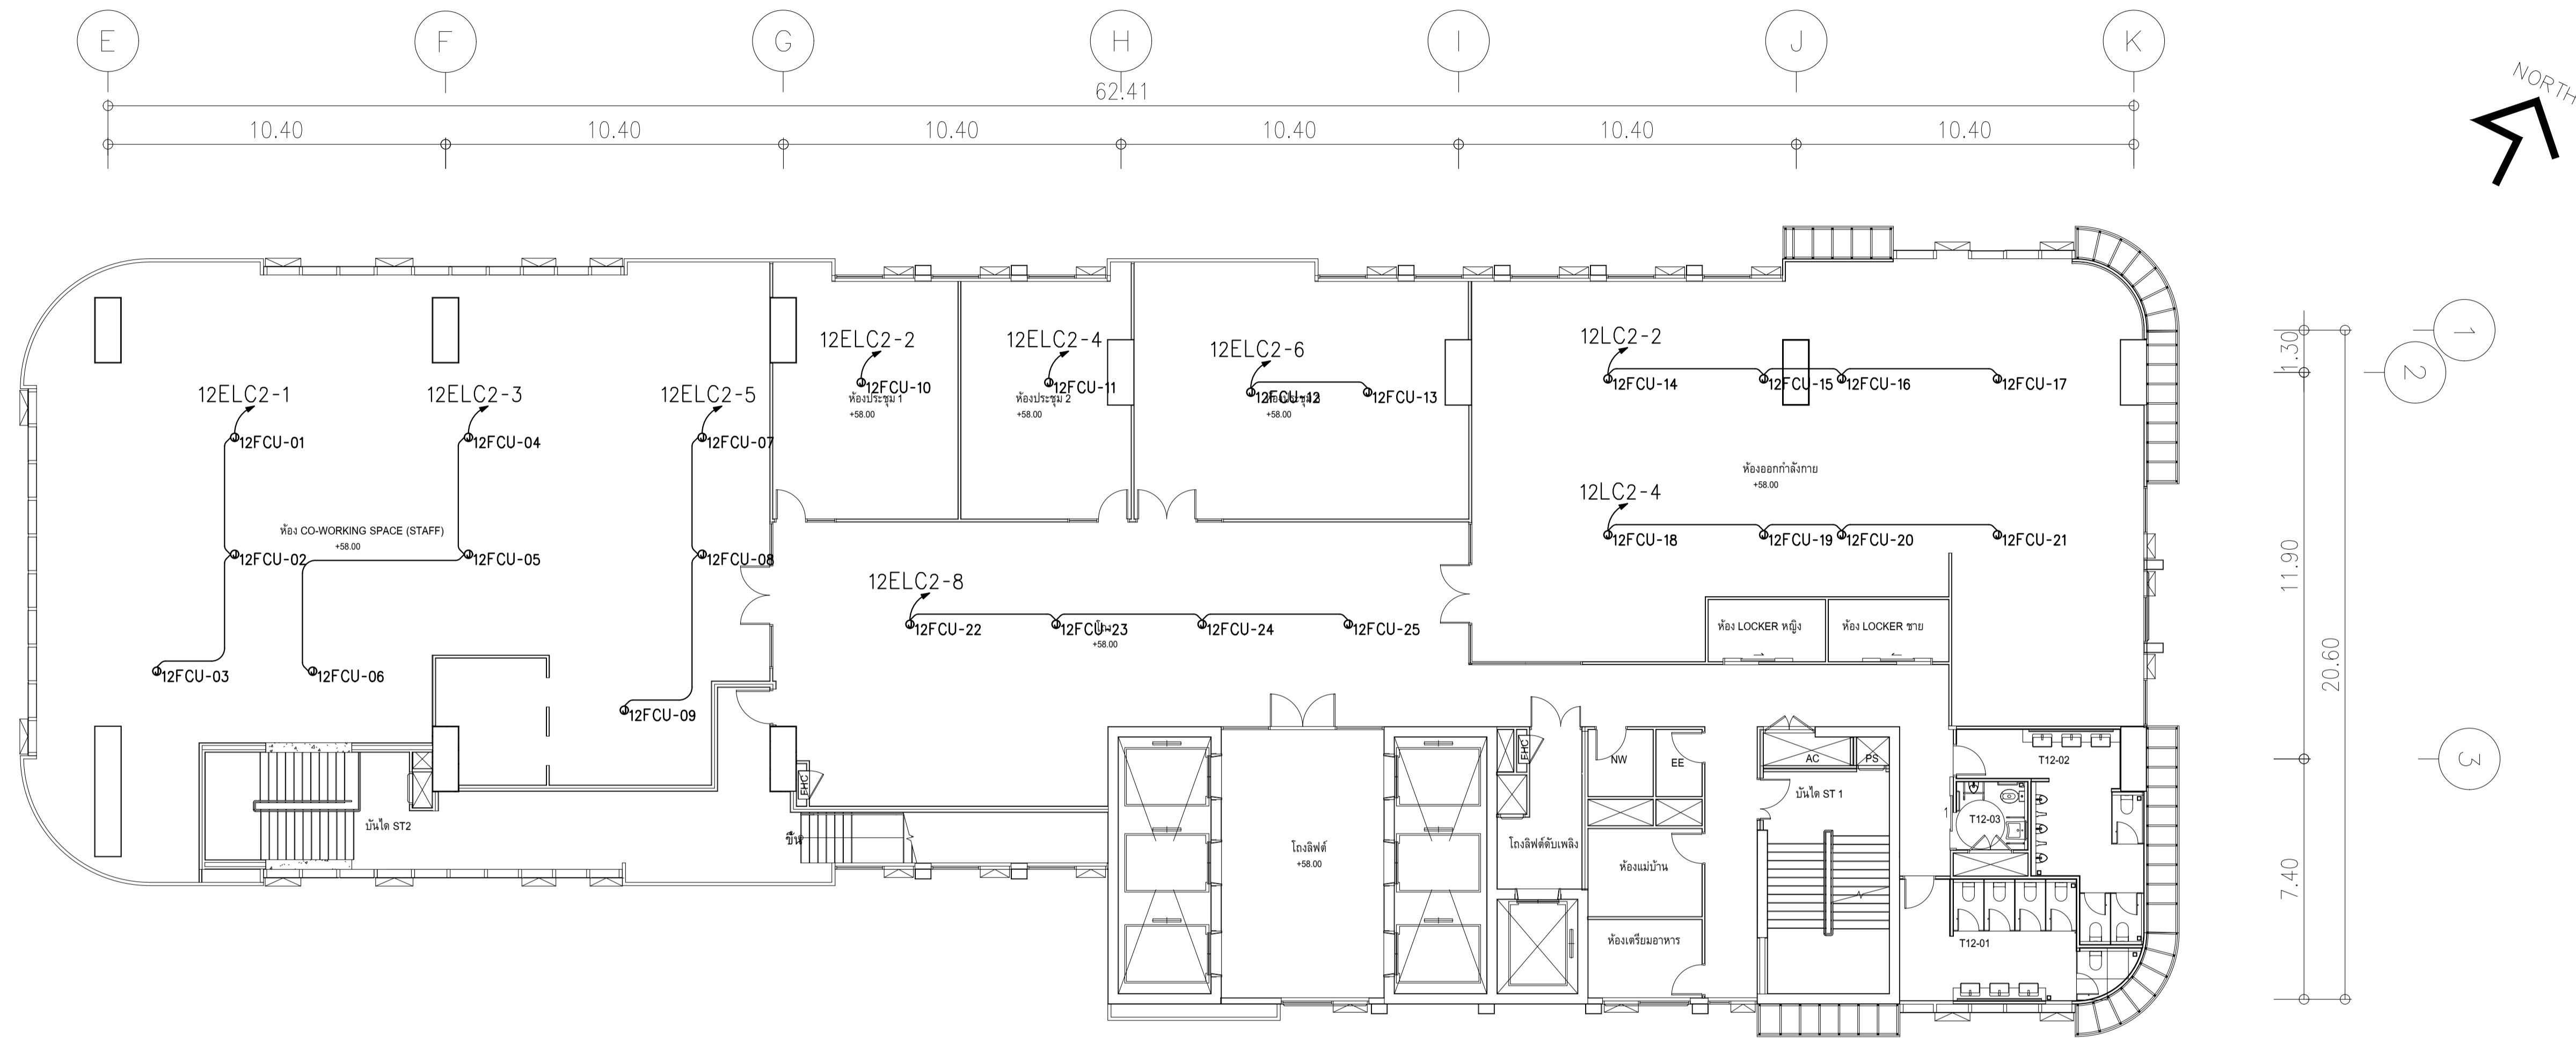 E
F
G
H
I
J
K
NORTH
62.41
10.40
10.40
10.40
10.40
10.40
10.40
1
2
3
1.30
11.90
20.60
7.40
12ELC2-1
12FCU-01
12FCU-02
12FCU-03
12ELC2-3
12FCU-04
12FCU-05
12FCU-06
ห้อง CO-WORKING SPACE (STAFF)
+58.00
12ELC2-5
12FCU-07
12FCU-08
12FCU-09
12ELC2-2
12FCU-10
ห้องประชุม 1
+58.00
12ELC2-4
12FCU-11
ห้องประชุม 2
+58.00
12ELC2-6
12FCU-12
12FCU-13
+58.00
12LC2-2
12FCU-14
12FCU-15
12FCU-16
12FCU-17
ห้องออกกำลังกาย
+58.00
12LC2-4
12FCU-18
12FCU-19
12FCU-20
12FCU-21
12ELC2-8
12FCU-22
12FCU-23
12FCU-24
12FCU-25
+58.00
ห้อง LOCKER หญิง
ห้อง LOCKER ชาย
บันได ST2
FHC
ขึ้น
โถงลิฟต์
+58.00
FHC
โถงลิฟต์ดับเพลิง
NW
EE
ห้องแม่บ้าน
ห้องเตรียมอาหาร
AC
PS
บันได ST 1
T12-02
T12-03
T12-01